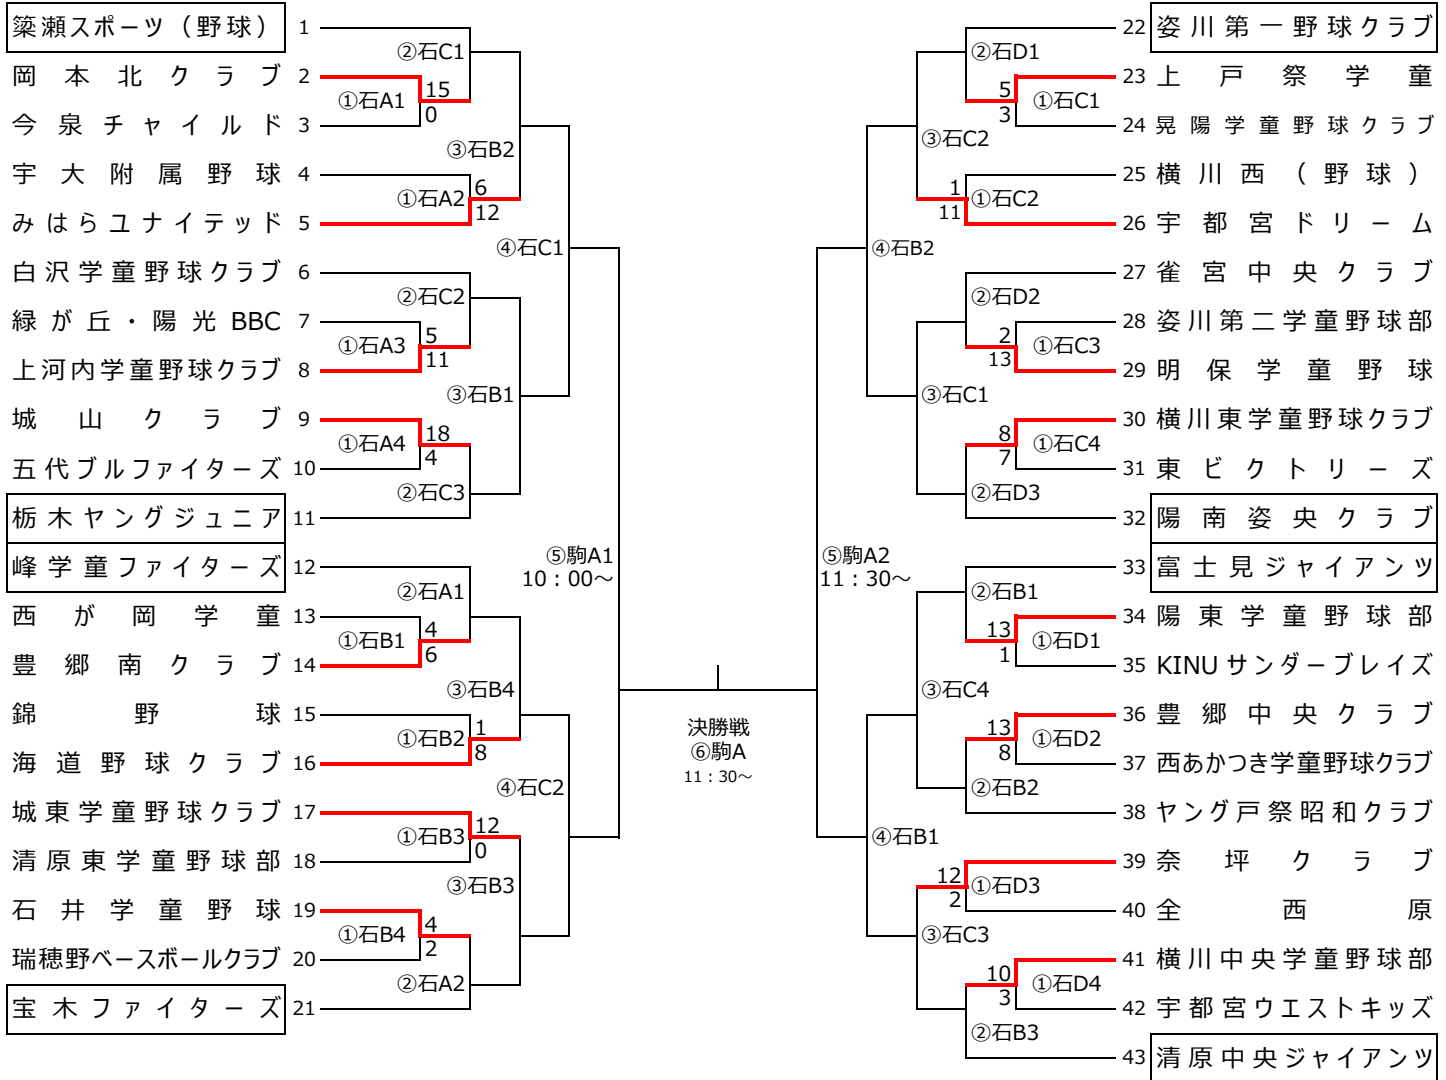 簗瀬スポーツ（野球） 1
②石C1
岡本北クラブ 2
①石A1 15
0
今泉チャイルド 3
③石B2
宇大附属野球 4
①石A2 6
12
みはらユナイテッド 5
④石C1
白沢学童野球クラブ 6
②石C2
緑が丘・陽光BBC 7
①石A3 5
11
上河内学童野球クラブ 8
③石B1
城山クラブ 9
①石A4 18
4
五代ブルファイターズ 10
②石C3
栃木ヤングジュニア 11
⑤駒A1
10：00～
峰学童ファイターズ 12
②石A1
西が岡学童 13
①石B1 4
6
豊郷南クラブ 14
③石B4
錦野球 15
①石B2 1
8
海道野球クラブ 16
④石C2
城東学童野球クラブ 17
①石B3 12
0
清原東学童野球部 18
③石B3
石井学童野球 19
①石B4 4
2
瑞穂野ベースボールクラブ 20
②石A2
宝木ファイターズ 21
決勝戦
⑥駒A
11：30～
22 姿川第一野球クラブ
②石D1
23 上戸祭学童
5 ①石C1
3
24 晃陽学童野球クラブ
③石C2
25 横川西（野球）
1 ①石C2
11
26 宇都宮ドリーム
④石B2
27 雀宮中央クラブ
②石D2
28 姿川第二学童野球部
2 ①石C3
13
29 明保学童野球
③石C1
30 横川東学童野球クラブ
8 ①石C4
7
31 東ビクトリーズ
②石D3
32 陽南姿央クラブ
⑤駒A2
11：30～
33 富士見ジャイアンツ
②石B1
34 陽東学童野球部
13 ①石D1
1
35 KINUサンダーブレイズ
③石C4
36 豊郷中央クラブ
13 ①石D2
8
37 西あかつき学童野球クラブ
②石B2
38 ヤング戸祭昭和クラブ
④石B1
39 奈坪クラブ
12 ①石D3
2
40 全西原
③石C3
41 横川中央学童野球部
10 ①石D4
3
42 宇都宮ウエストキッズ
②石B3
43 清原中央ジャイアンツ